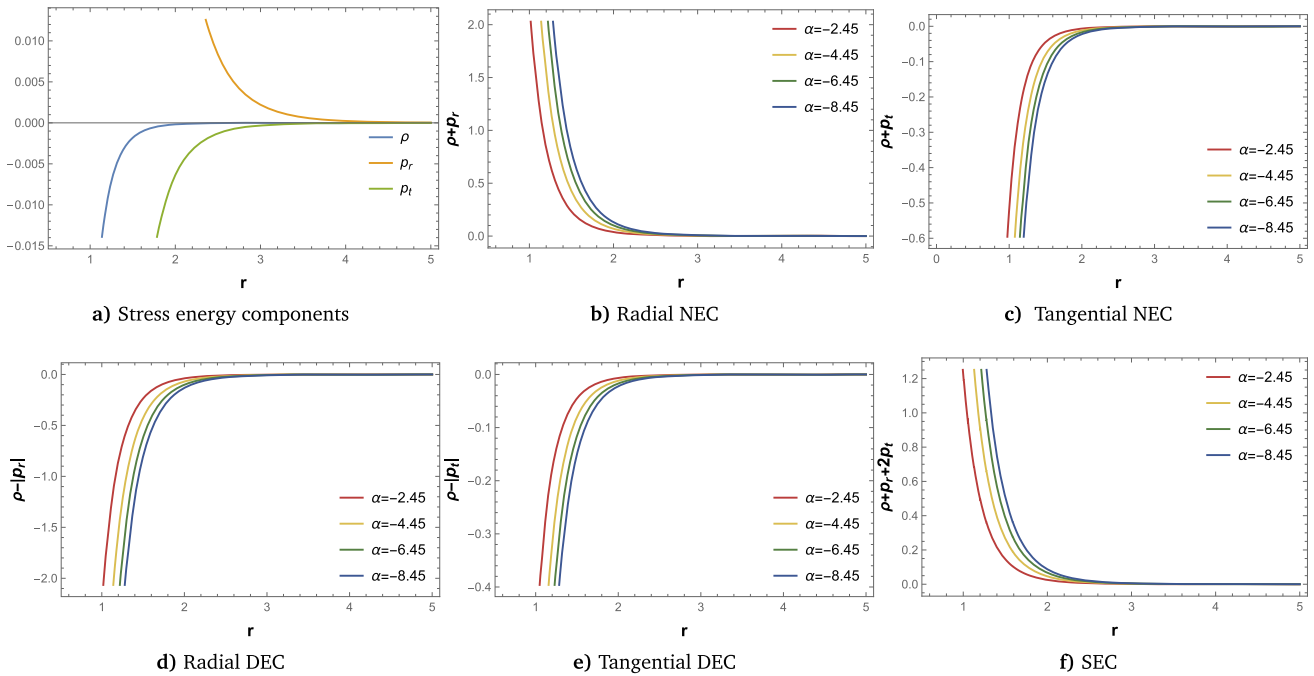 0.010
0.005
0.000
−0.005
−0.010
−0.015
1 2 3 4 5
r
ρ
p_r
p_t
a) Stress energy components
ρ+p_r
2.0
1.5
1.0
0.5
0.0
1 2 3 4 5
r
α=−2.45
α=−4.45
α=−6.45
α=−8.45
b) Radial NEC
ρ+p_t
0.0
−0.1
−0.2
−0.3
−0.4
−0.5
−0.6
0 1 2 3 4 5
r
α=−2.45
α=−4.45
α=−6.45
α=−8.45
c) Tangential NEC
ρ−|p_r|
0.0
−0.5
−1.0
−1.5
−2.0
1 2 3 4 5
r
α=−2.45
α=−4.45
α=−6.45
α=−8.45
d) Radial DEC
ρ−|p_t|
0.0
−0.1
−0.2
−0.3
−0.4
1 2 3 4 5
r
α=−2.45
α=−4.45
α=−6.45
α=−8.45
e) Tangential DEC
ρ+p_r+2p_t
1.2
1.0
0.8
0.6
0.4
0.2
0.0
1 2 3 4 5
r
α=−2.45
α=−4.45
α=−6.45
α=−8.45
f) SEC